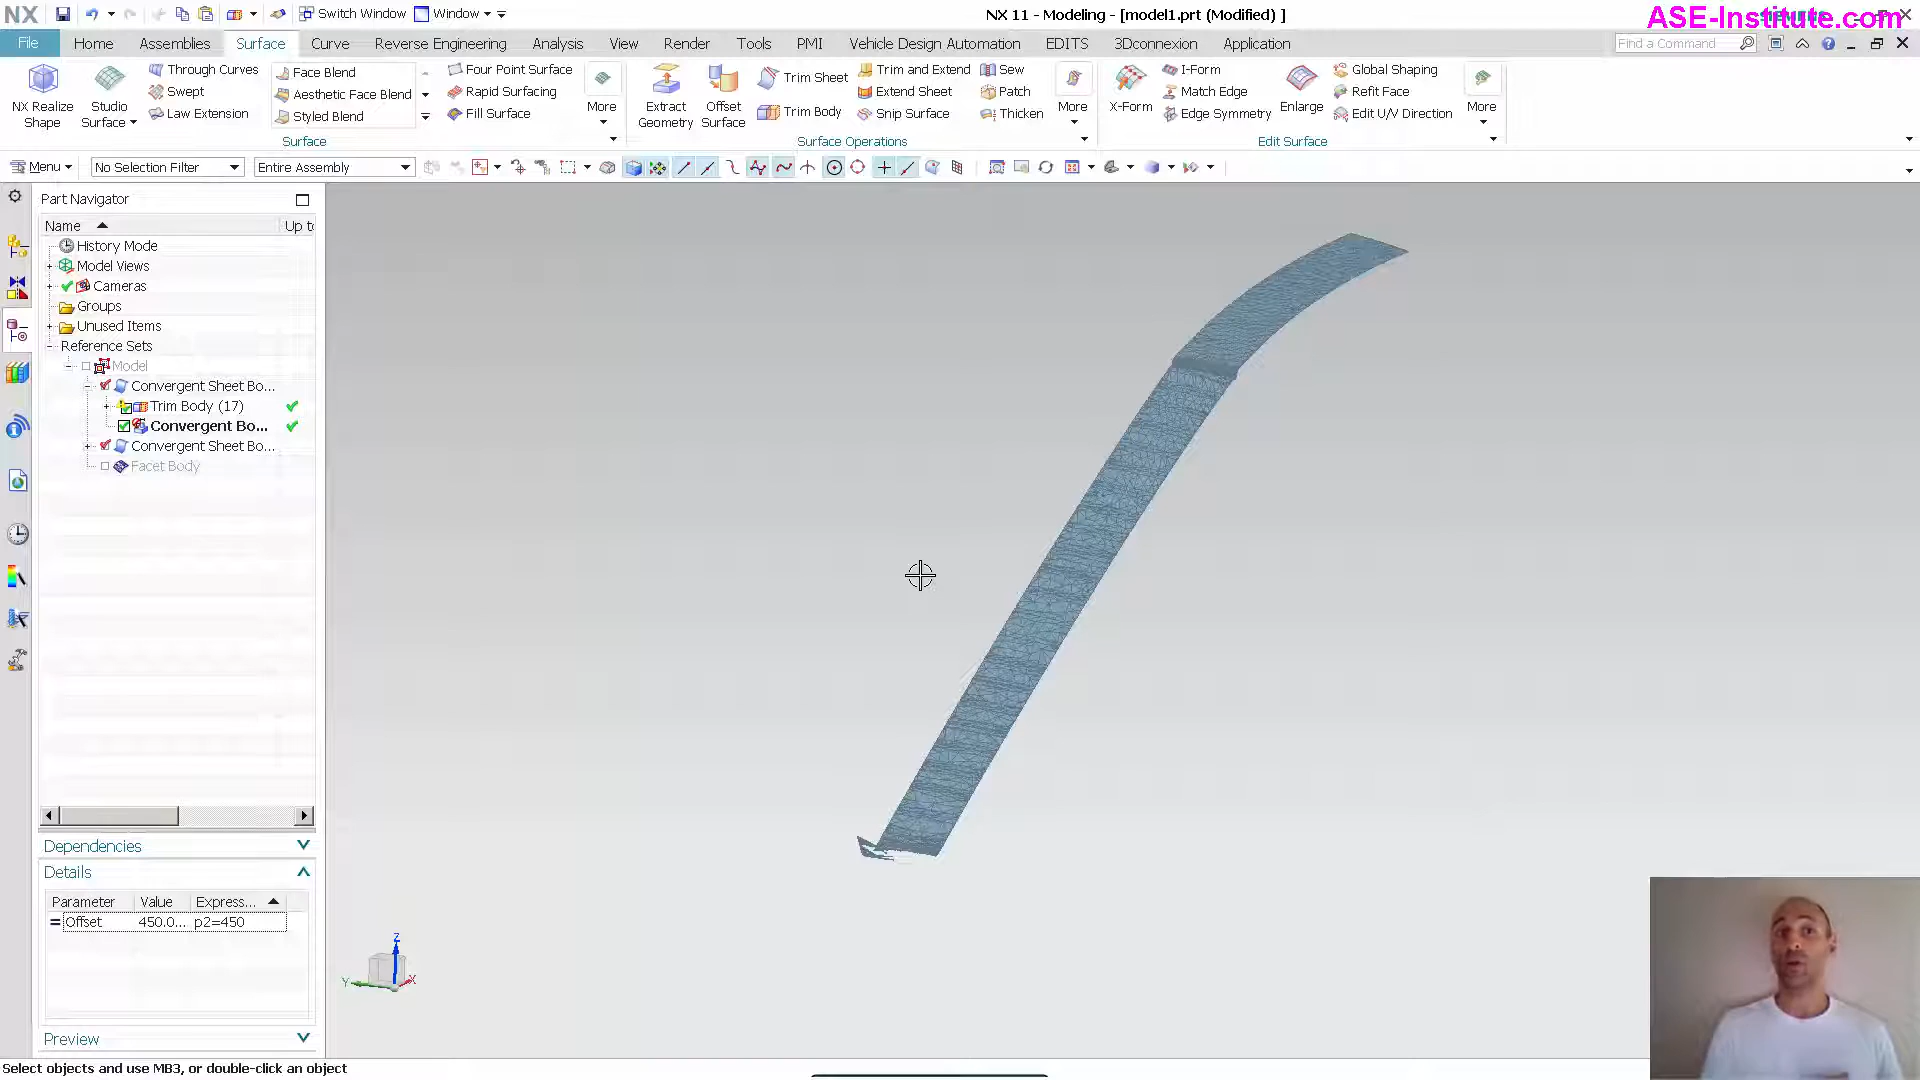 NX
Switch Window
Window
NX 11 - Modeling - [model1.prt (Modified) ]
ASE-Institute.com
File
Home
Assemblies
Surface
Curve
Reverse Engineering
Analysis
View
Render
Tools
PMI
Vehicle Design Automation
EDITS
3Dconnexion
Application
Find a Command
NX Realize Shape
Studio Surface
Through Curves
Swept
Law Extension
Face Blend
Aesthetic Face Blend
Styled Blend
Four Point Surface
Rapid Surfacing
Fill Surface
More
Surface
Extract Geometry
Offset Surface
Trim Sheet
Trim Body
Trim and Extend
Extend Sheet
Snip Surface
Sew
Patch
Thicken
More
Surface Operations
X-Form
I-Form
Match Edge
Edge Symmetry
Enlarge
Global Shaping
Refit Face
Edit U/V Direction
More
Edit Surface
Menu
No Selection Filter
Entire Assembly
Part Navigator
Name
Up to
History Mode
Model Views
Cameras
Groups
Unused Items
Reference Sets
Model
Convergent Sheet Bo...
Trim Body (17)
Convergent Bo...
Convergent Sheet Bo...
Facet Body
Dependencies
Details
Parameter Value Express...
Offset 450.0... p2=450
Preview
Z
Y
X
Select objects and use MB3, or double-click an object